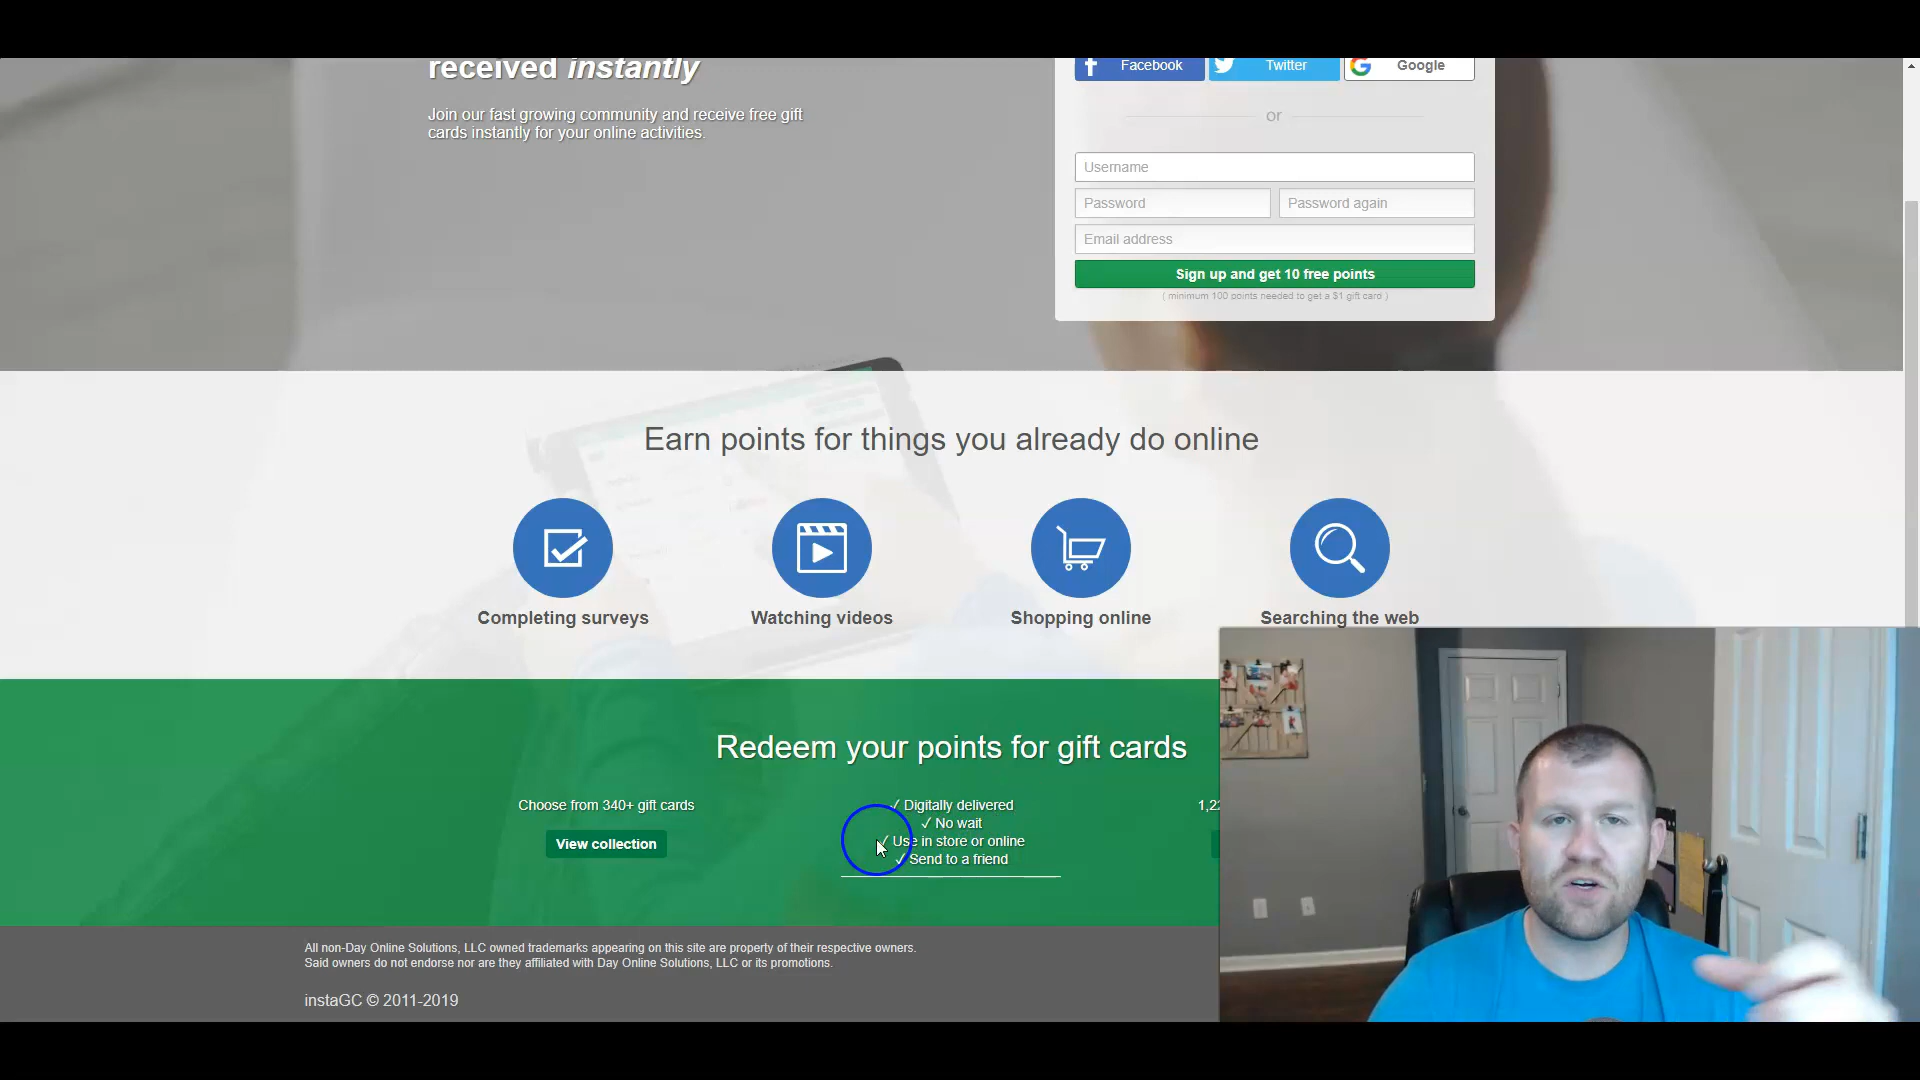 received instantly
Join our fast growing community and receive free gift
cards instantly for your online activities.
Facebook
Twitter
Google
or
Username
Password
Password again
Email address
Sign up and get 10 free points
( minimum 100 points needed to get a $1 gift card )
Earn points for things you already do online
Completing surveys
Watching videos
Shopping online
Searching the web
Redeem your points for gift cards
Choose from 340+ gift cards
View collection
✓ Digitally delivered
✓ No wait
✓ Use in store or online
✓ Send to a friend
1,22
All non-Day Online Solutions, LLC owned trademarks appearing on this site are property of their respective owners.
Said owners do not endorse nor are they affiliated with Day Online Solutions, LLC or its promotions.
instaGC © 2011-2019